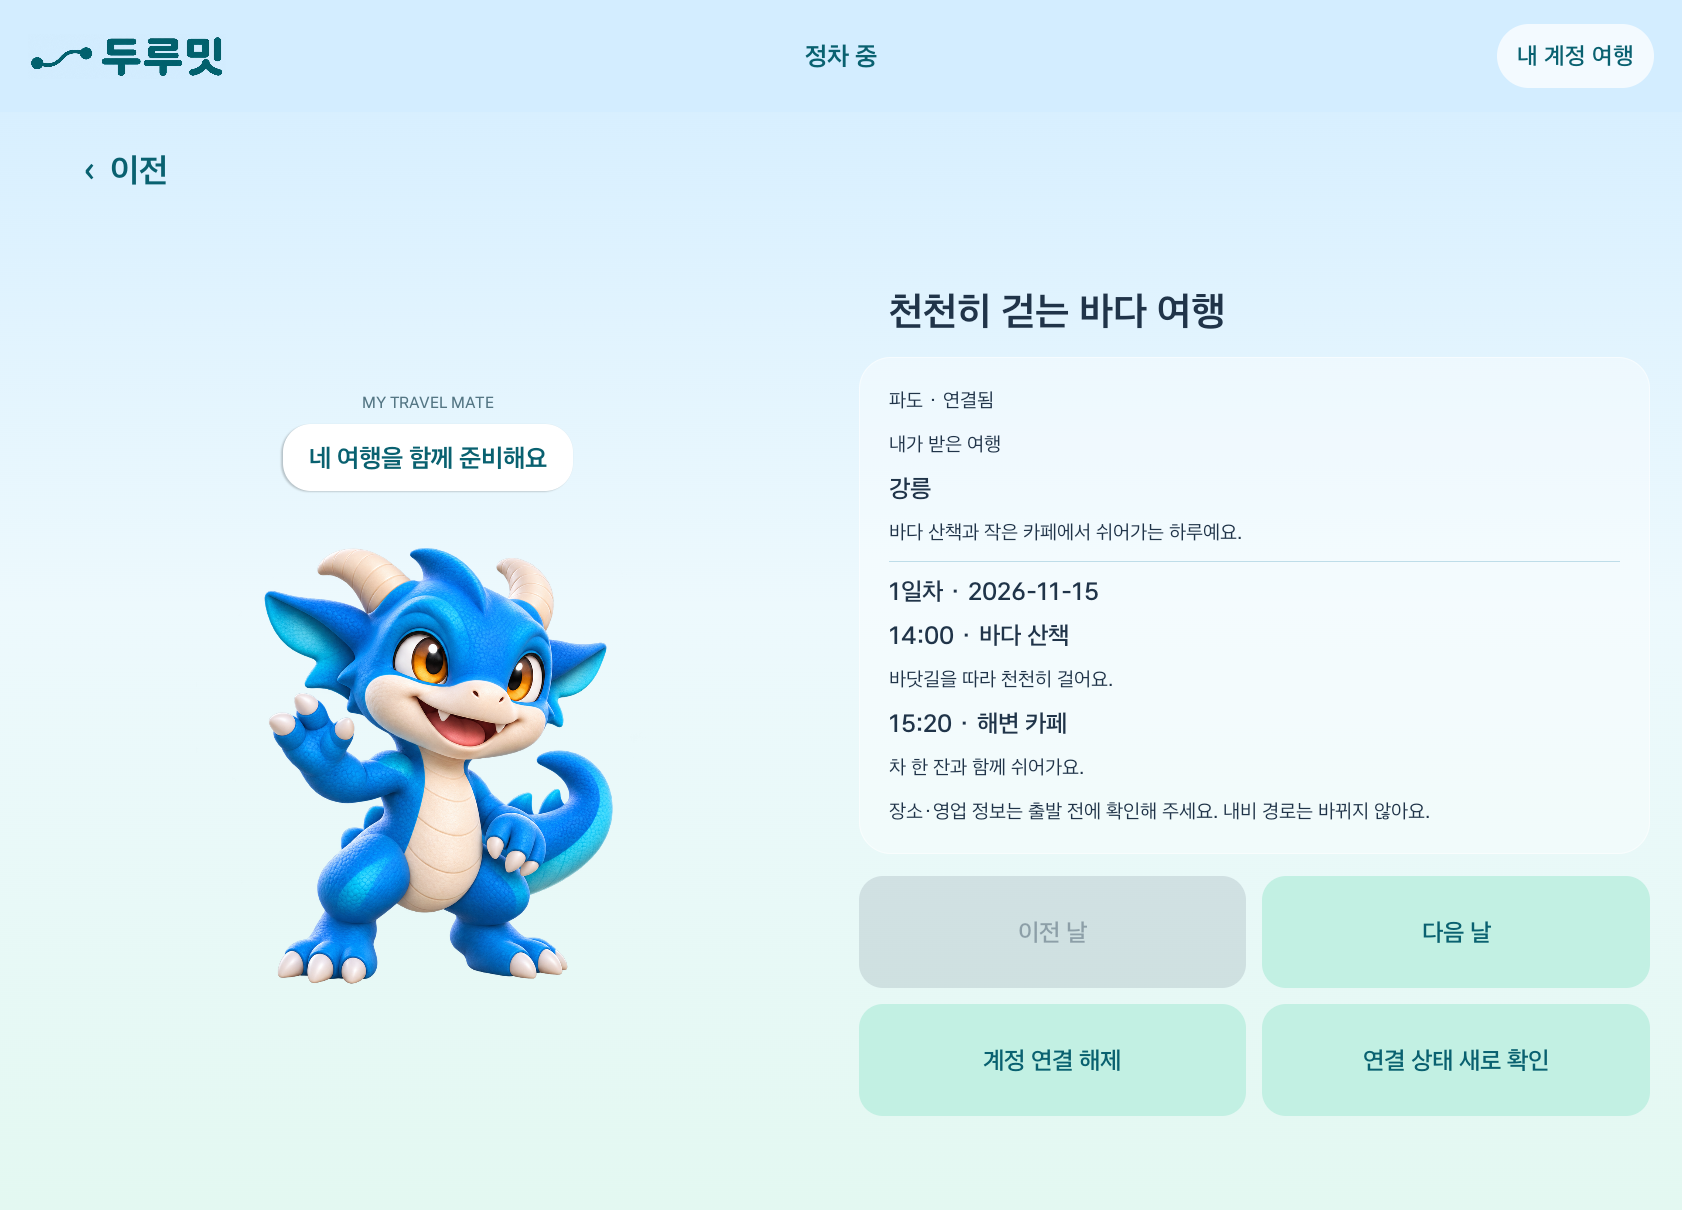 두루밋
정차 중
내 계정 여행
‹ 이전
MY TRAVEL MATE
네 여행을 함께 준비해요
천천히 걷는 바다 여행
파도 · 연결됨
내가 받은 여행
강릉
바다 산책과 작은 카페에서 쉬어가는 하루예요.
1일차 · 2026-11-15
14:00 · 바다 산책
바닷길을 따라 천천히 걸어요.
15:20 · 해변 카페
차 한 잔과 함께 쉬어가요.
장소·영업 정보는 출발 전에 확인해 주세요. 내비 경로는 바뀌지 않아요.
이전 날
다음 날
계정 연결 해제
연결 상태 새로 확인